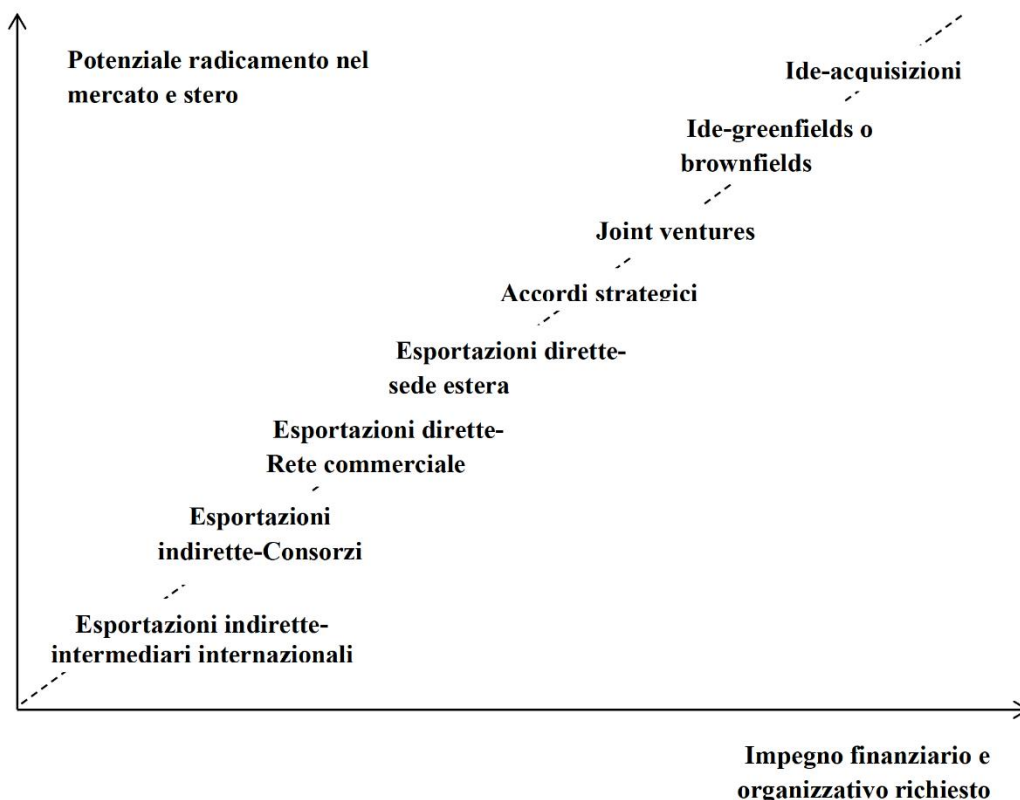 Potenziale radicamento nel
mercato e stero
Ide-acquisizioni
Ide-greenfields o
brownfields
Joint ventures
Accordi strategici
Esportazioni dirette-
sede estera
Esportazioni dirette-
Rete commerciale
Esportazioni
indirette-Consorzi
Esportazioni indirette-
intermediari internazionali
Impegno finanziario e
organizzativo richiesto